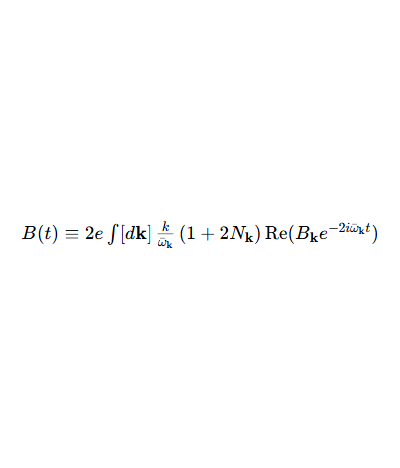 B(t) ≡ 2e ∫[d𝐤] k/ω̄_𝐤 (1 + 2N_𝐤) Re(B_𝐤 e^{−2iω̄_𝐤 t})